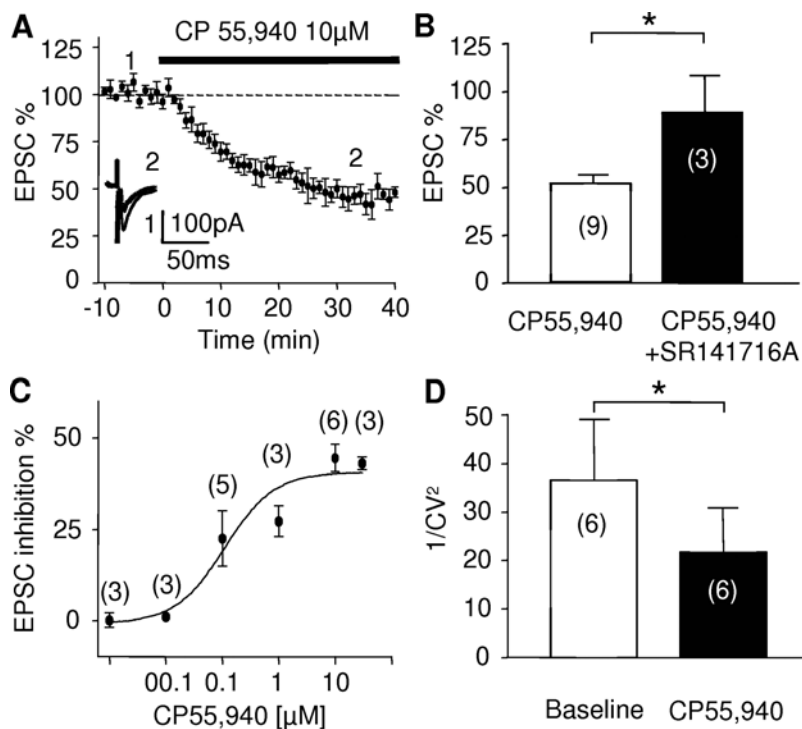 A
CP 55,940 10µM
EPSC %
125
100
75
50
25
0
1
2
2
1
100pA
50ms
-10 0 10 20 30 40
Time (min)
B
*
EPSC %
125
100
75
50
25
0
(9)
(3)
CP55,940
CP55,940
+SR141716A
C
EPSC inhibition %
50
25
0
(3)
(3)
(5)
(3)
(6)
(3)
00.1 0.1 1 10
CP55,940 [µM]
D
*
1/CV²
50
40
30
20
10
0
(6)
(6)
Baseline CP55,940